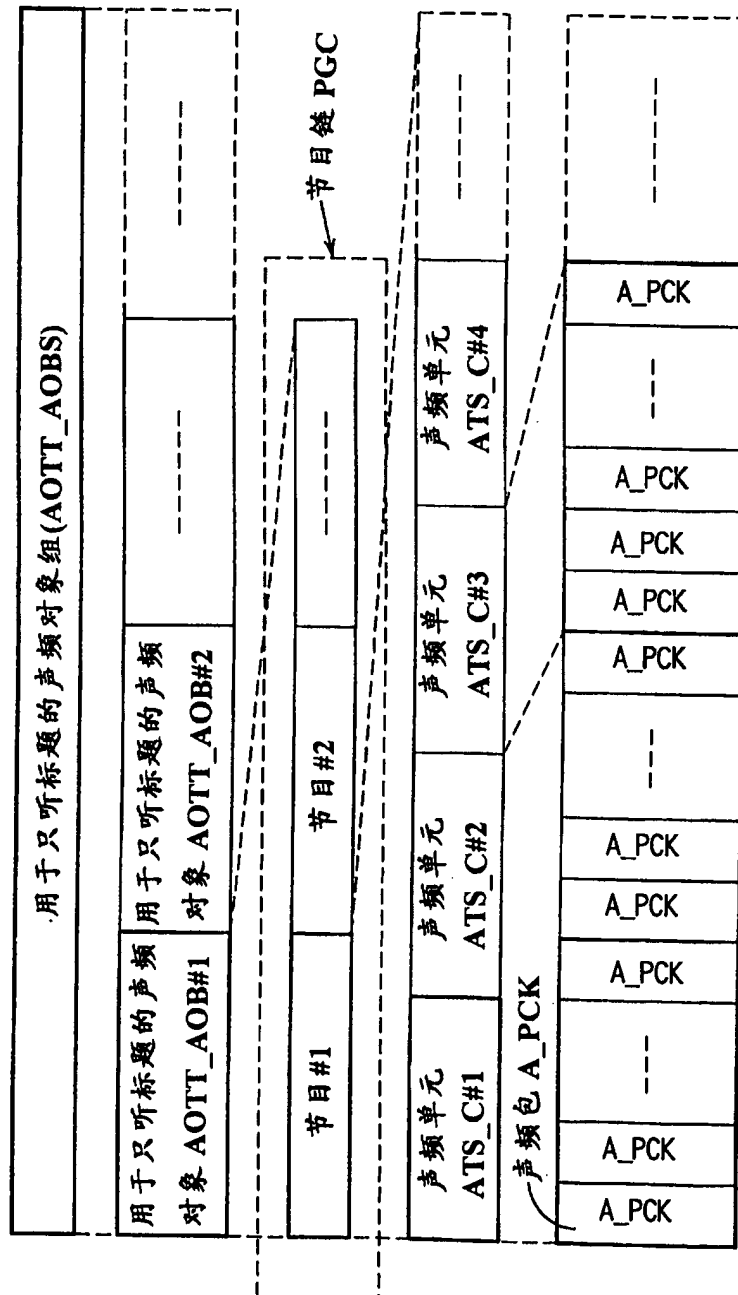 用于只听标题的声频对象组(AOTT_AOBS)
用于只听标题的声频
对象 AOTT_AOB#1
用于只听标题的声频
对象 AOTT_AOB#2
节目链 PGC
节目#1
节目#2
声频单元
ATS_C#1
声频单元
ATS_C#2
声频单元
ATS_C#3
声频单元
ATS_C#4
声频包 A_PCK
A_PCK
A_PCK
A_PCK
A_PCK
A_PCK
A_PCK
A_PCK
A_PCK
A_PCK
A_PCK